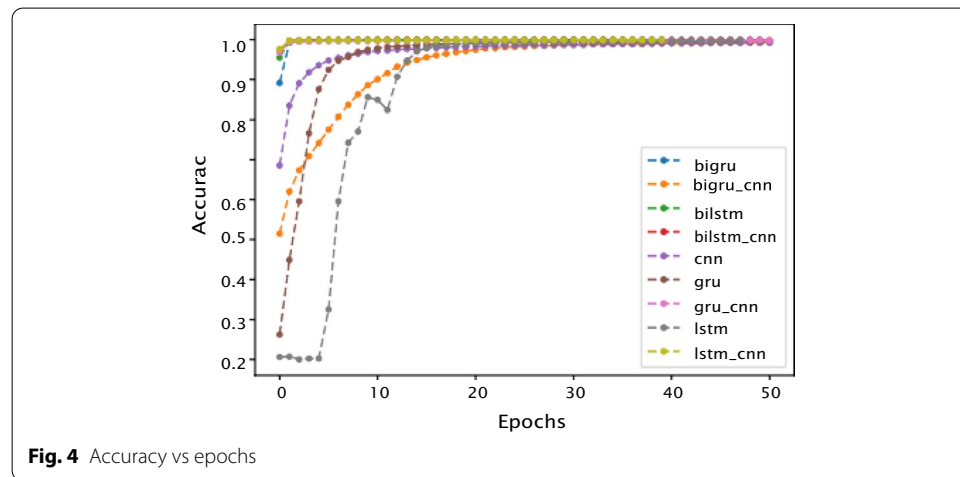 1.0
0.9
0.8
0.6
0.5
0.4
0.3
0.2
Accurac
bigru
bigru_cnn
bilstm
bilstm_cnn
cnn
gru
gru_cnn
lstm
lstm_cnn
0 10 20 30 40 50
Epochs
Fig. 4 Accuracy vs epochs